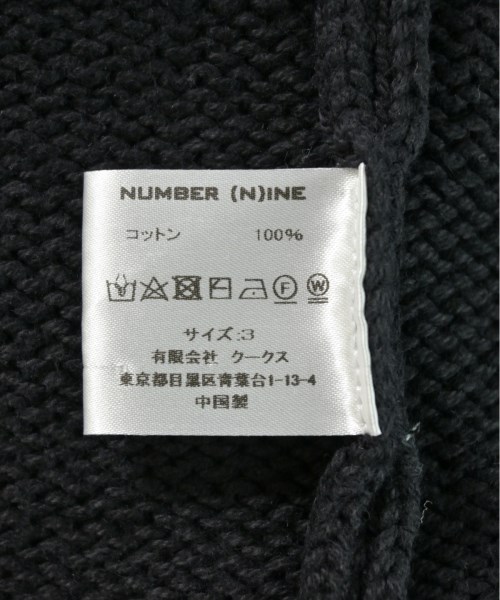 NUMBER (N)INE
コットン 100%
F W
サイズ:3
有限会社 クークス
東京都目黒区青葉台1-13-4
中国製